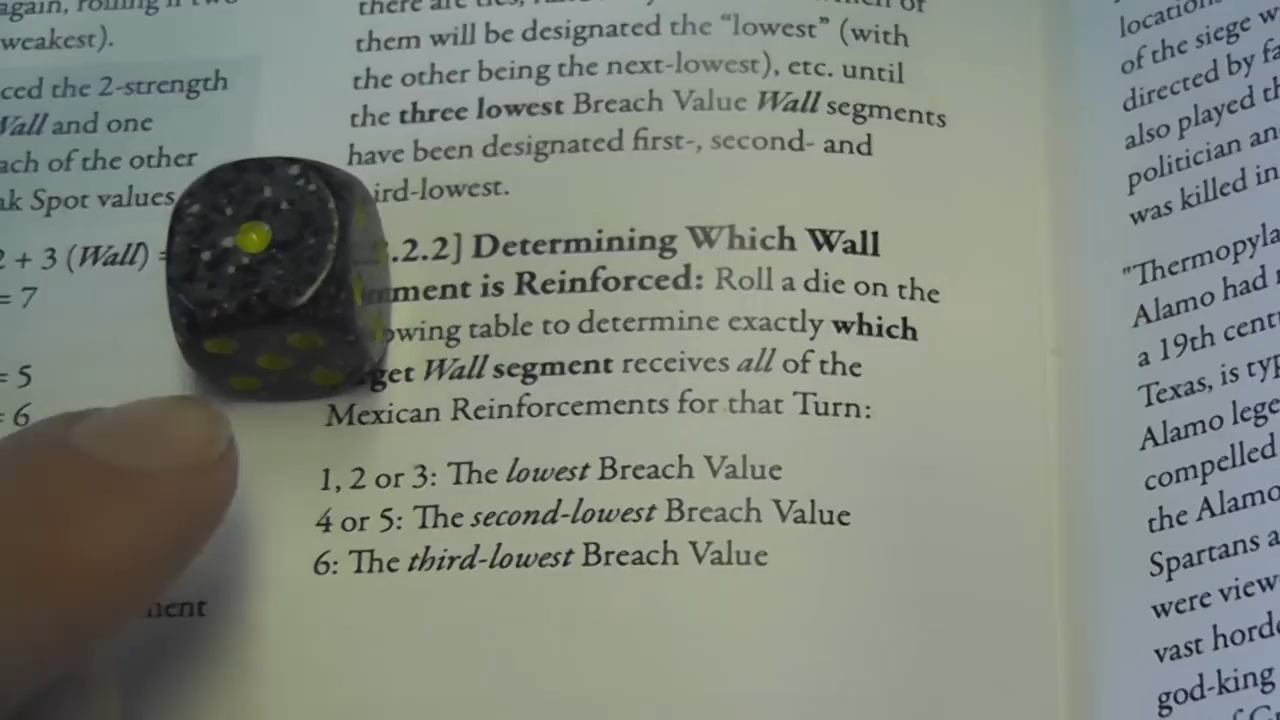 again, rolling if two
weakest).
ced the 2-strength
Wall and one
ach of the other
ak Spot values
2 + 3 (Wall) =
= 7
= 5
= 6
ment
there are
them will be designated the “lowest” (with
the other being the next-lowest), etc. until
the three lowest Breach Value Wall segments
have been designated first-, second- and
ird-lowest.
.2.2] Determining Which Wall
ment is Reinforced: Roll a die on the
owing table to determine exactly which
get Wall segment receives all of the
Mexican Reinforcements for that Turn:
1, 2 or 3: The lowest Breach Value
4 or 5: The second-lowest Breach Value
6: The third-lowest Breach Value
location
of the siege w
directed by fa
also played th
politician an
was killed in
"Thermopyla
Alamo had
a 19th cent
Texas, is typ
Alamo lege
compelled
the Alamo
Spartans a
were view
vast horde
god-king